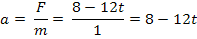 a = F/m = (8 − 12t)/1 = 8 − 12t